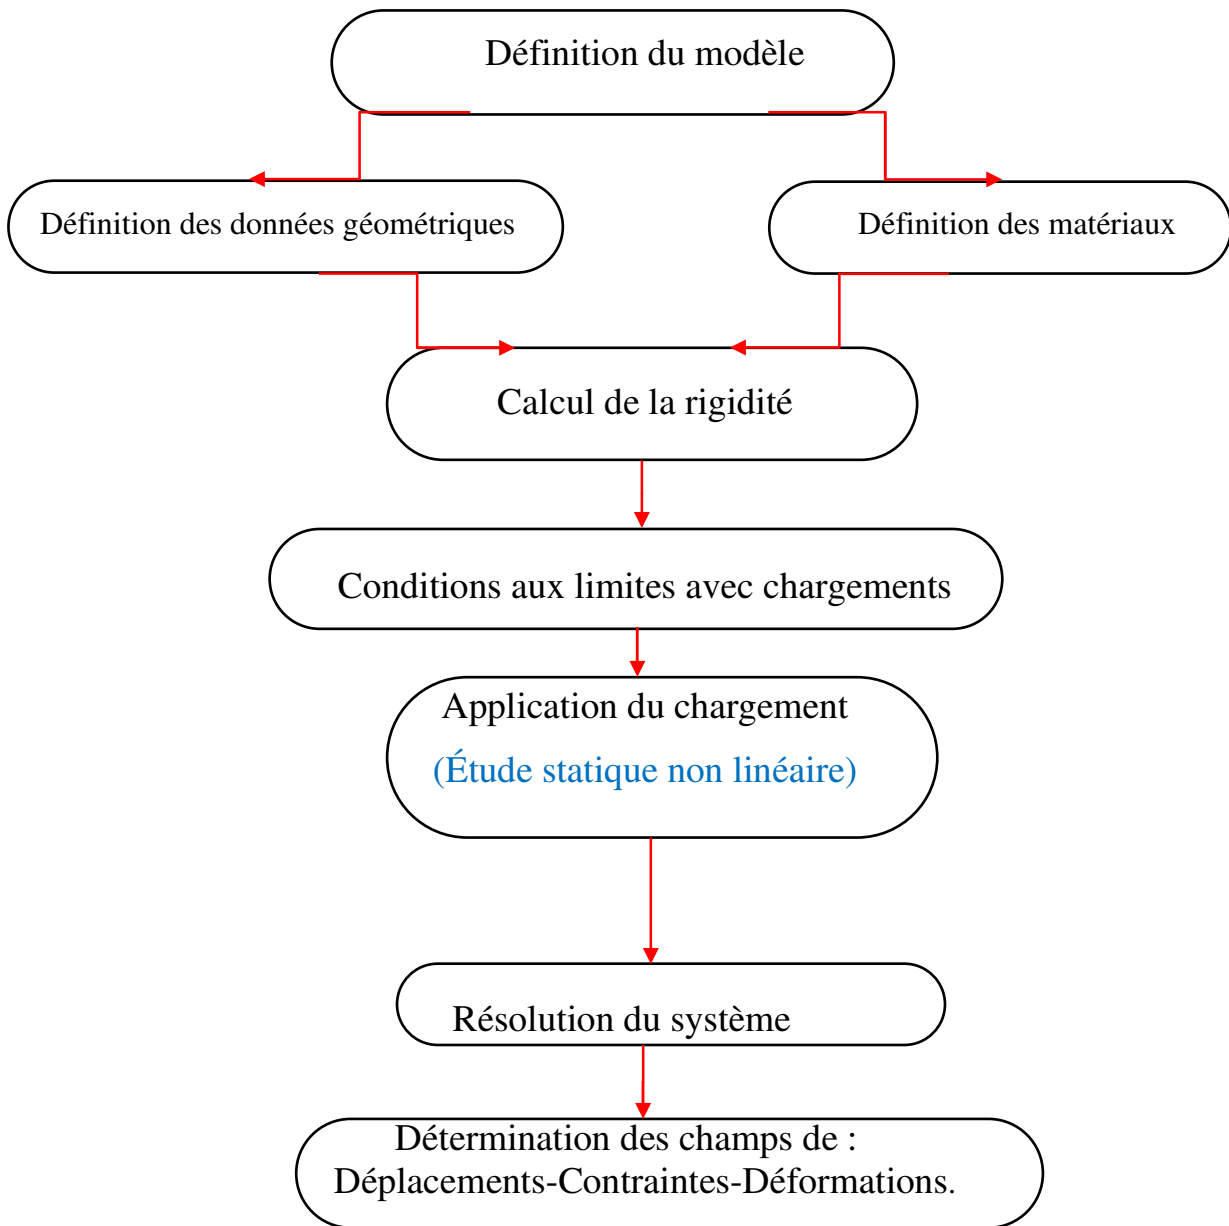 Définition du modèle
Définition des données géométriques
Définition des matériaux
Calcul de la rigidité
Conditions aux limites avec chargements
Application du chargement
(Étude statique non linéaire)
Résolution du système
Détermination des champs de :
Déplacements-Contraintes-Déformations.